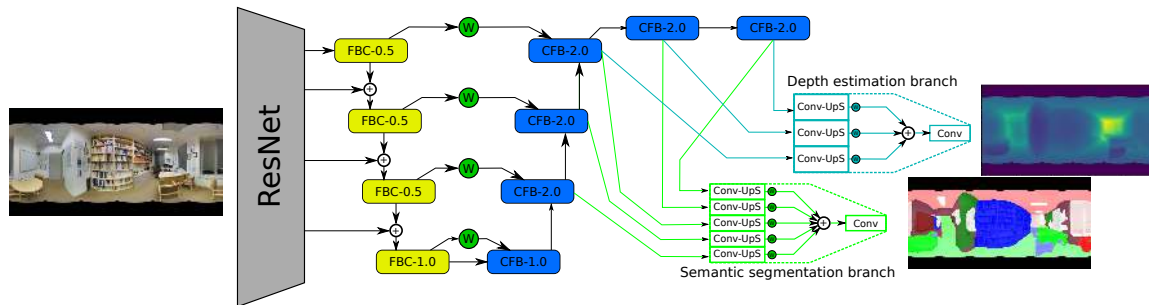 ResNet
FBC-0.5
W
CFB-2.0
CFB-2.0
CFB-2.0
FBC-0.5
W
CFB-2.0
FBC-0.5
W
CFB-2.0
FBC-1.0
W
CFB-1.0
Depth estimation branch
Conv-UpS
W
Conv-UpS
W
Conv-UpS
W
Conv
Conv-UpS
W
Conv-UpS
W
Conv-UpS
W
Conv-UpS
W
Conv-UpS
W
Conv
Semantic segmentation branch